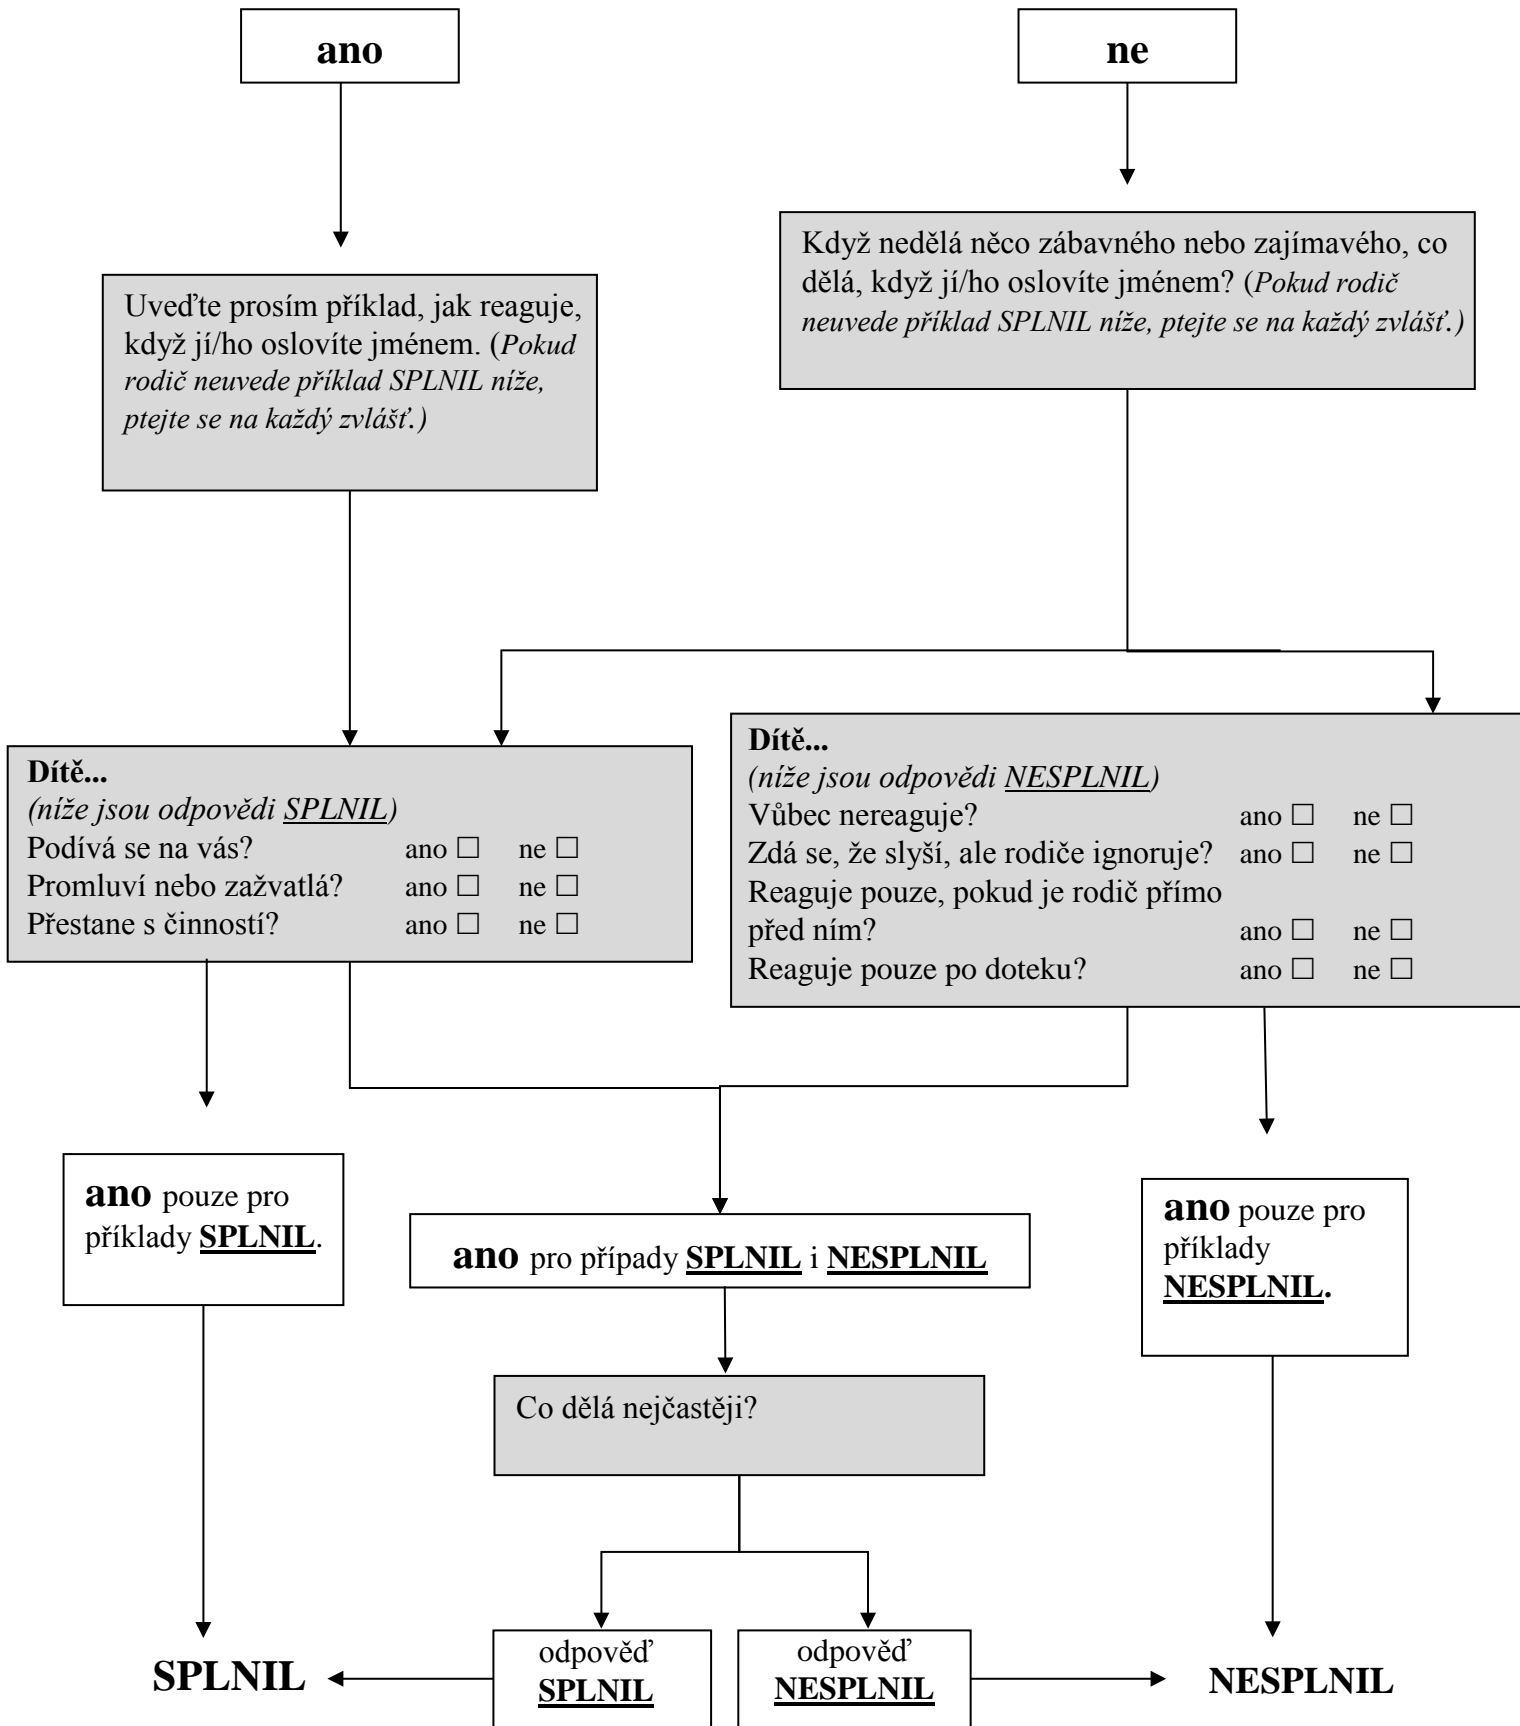 ano
ne
Uveďte prosím příklad, jak reaguje,
když jí/ho oslovíte jménem. (Pokud
rodič neuvede příklad SPLNIL níže,
ptejte se na každý zvlášť.)
Když nedělá něco zábavného nebo zajímavého, co
dělá, když jí/ho oslovíte jménem? (Pokud rodič
neuvede příklad SPLNIL níže, ptejte se na každý zvlášť.)
Dítě...
(níže jsou odpovědi SPLNIL)
Podívá se na vás? ano ☐ ne ☐
Promluví nebo zažvatlá? ano ☐ ne ☐
Přestane s činností? ano ☐ ne ☐
Dítě...
(níže jsou odpovědi NESPLNIL)
Vůbec nereaguje? ano ☐ ne ☐
Zdá se, že slyší, ale rodiče ignoruje? ano ☐ ne ☐
Reaguje pouze, pokud je rodič přímo
před ním? ano ☐ ne ☐
Reaguje pouze po doteku? ano ☐ ne ☐
ano pouze pro
příklady SPLNIL.
ano pro případy SPLNIL i NESPLNIL
ano pouze pro
příklady
NESPLNIL.
Co dělá nejčastěji?
odpověď
SPLNIL
odpověď
NESPLNIL
SPLNIL
NESPLNIL